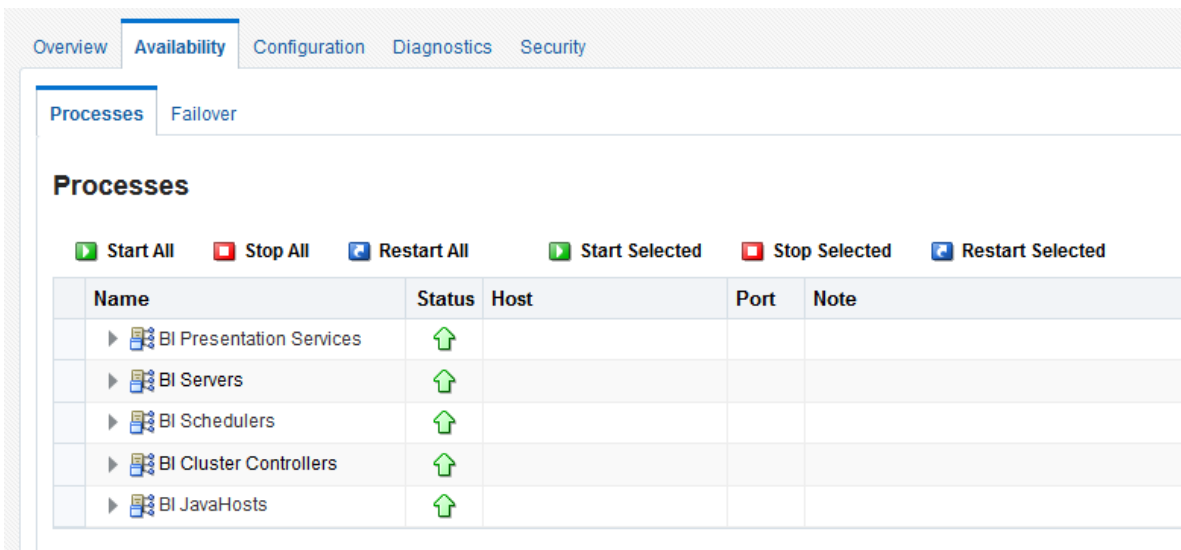 Overview Availability Configuration Diagnostics Security
Processes Failover
Processes
Start All Stop All Restart All Start Selected Stop Selected Restart Selected
Name Status Host Port Note
BI Presentation Services
BI Servers
BI Schedulers
BI Cluster Controllers
BI JavaHosts